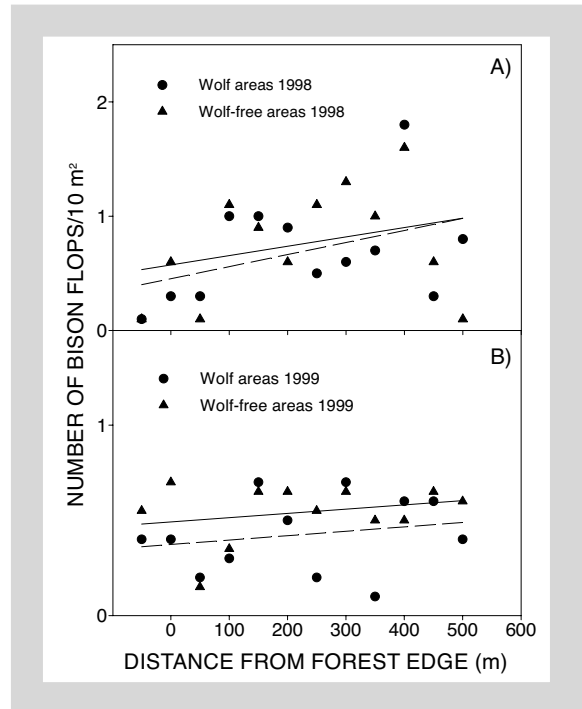 A)
Wolf areas 1998
Wolf-free areas 1998
2
1
0
B)
Wolf areas 1999
Wolf-free areas 1999
1
0
NUMBER OF BISON FLOPS/10 m²
0 100 200 300 400 500 600
DISTANCE FROM FOREST EDGE (m)